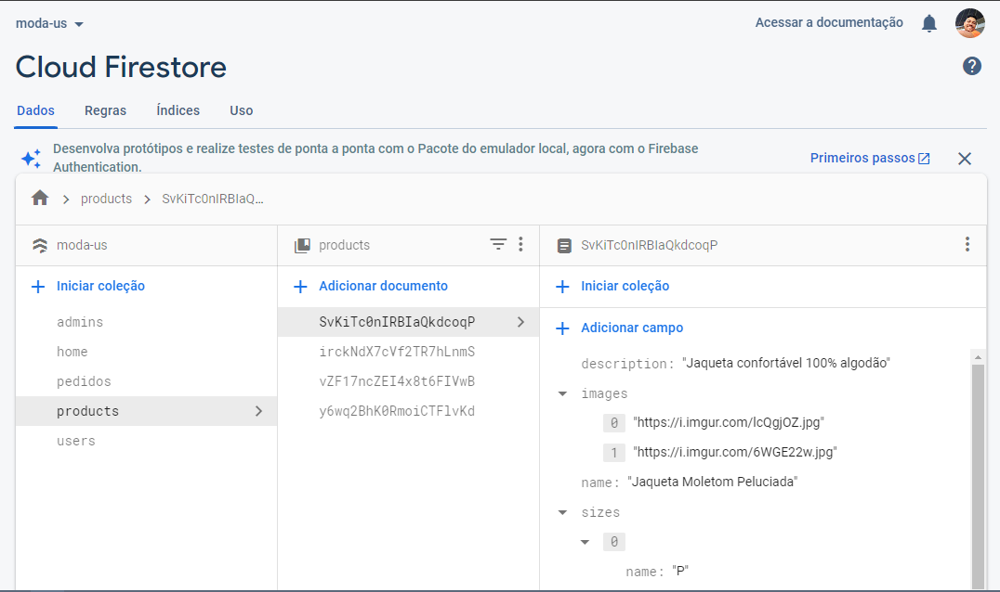 moda-us
Acessar a documentação
Cloud Firestore
Dados Regras Índices Uso
Desenvolva protótipos e realize testes de ponta a ponta com o Pacote do emulador local, agora com o Firebase
Authentication.
Primeiros passos
products SvKiTc0nIRBIaQ...
moda-us
Iniciar coleção
admins
home
pedidos
products
users
products
Adicionar documento
SvKiTc0nIRBIaQkdcoqP
irckNdX7cVf2TR7hLnmS
vZF17ncZEI4x8t6FIVwB
y6wq2BhK0RmoiCTFlvKd
SvKiTc0nIRBIaQkdcoqP
Iniciar coleção
Adicionar campo
description: "Jaqueta confortável 100% algodão"
images
0 "https://i.imgur.com/lcQgjOZ.jpg"
1 "https://i.imgur.com/6WGE22w.jpg"
name: "Jaqueta Moletom Peluciada"
sizes
0
name: "P"